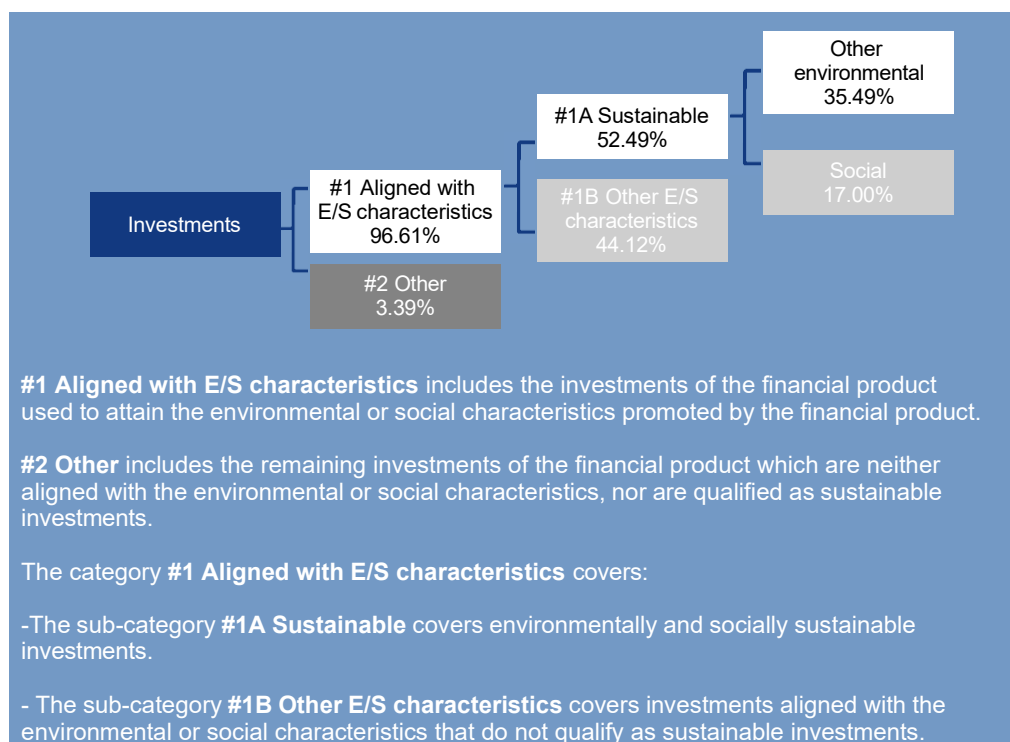 Other
environmental
35.49%
#1A Sustainable
52.49%
Social
17.00%
#1 Aligned with
E/S characteristics
96.61%
#1B Other E/S
characteristics
44.12%
Investments
#2 Other
3.39%
#1 Aligned with E/S characteristics includes the investments of the financial product
used to attain the environmental or social characteristics promoted by the financial product.
#2 Other includes the remaining investments of the financial product which are neither
aligned with the environmental or social characteristics, nor are qualified as sustainable
investments.
The category #1 Aligned with E/S characteristics covers:
-The sub-category #1A Sustainable covers environmentally and socially sustainable
investments.
- The sub-category #1B Other E/S characteristics covers investments aligned with the
environmental or social characteristics that do not qualify as sustainable investments.